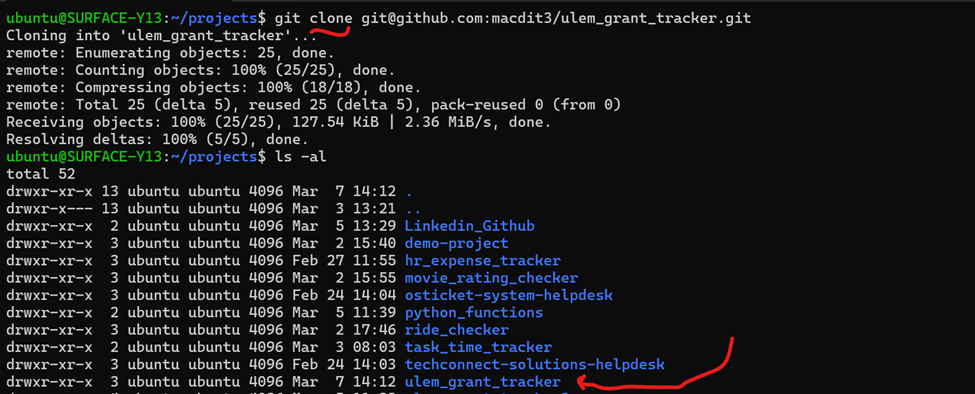 ubuntu@SURFACE-Y13:~/projects$ git clone git@github.com:macdit3/ulem_grant_tracker.git
Cloning into 'ulem_grant_tracker'...
remote: Enumerating objects: 25, done.
remote: Counting objects: 100% (25/25), done.
remote: Compressing objects: 100% (18/18), done.
remote: Total 25 (delta 5), reused 25 (delta 5), pack-reused 0 (from 0)
Receiving objects: 100% (25/25), 127.54 KiB | 2.36 MiB/s, done.
Resolving deltas: 100% (5/5), done.
ubuntu@SURFACE-Y13:~/projects$ ls -al
total 52
drwxr-xr-x 13 ubuntu ubuntu 4096 Mar  7 14:12 .
drwxr-x--- 13 ubuntu ubuntu 4096 Mar  3 13:21 ..
drwxr-xr-x  2 ubuntu ubuntu 4096 Mar  5 13:29 Linkedin_Github
drwxr-xr-x  3 ubuntu ubuntu 4096 Mar  2 15:40 demo-project
drwxr-xr-x  3 ubuntu ubuntu 4096 Feb 27 11:55 hr_expense_tracker
drwxr-xr-x  3 ubuntu ubuntu 4096 Mar  2 15:55 movie_rating_checker
drwxr-xr-x  3 ubuntu ubuntu 4096 Feb 24 14:04 osticket-system-helpdesk
drwxr-xr-x  2 ubuntu ubuntu 4096 Mar  5 11:39 python_functions
drwxr-xr-x  3 ubuntu ubuntu 4096 Mar  2 17:46 ride_checker
drwxr-xr-x  2 ubuntu ubuntu 4096 Mar  3 08:03 task_time_tracker
drwxr-xr-x  3 ubuntu ubuntu 4096 Feb 24 14:03 techconnect-solutions-helpdesk
drwxr-xr-x  3 ubuntu ubuntu 4096 Mar  7 14:12 ulem_grant_tracker